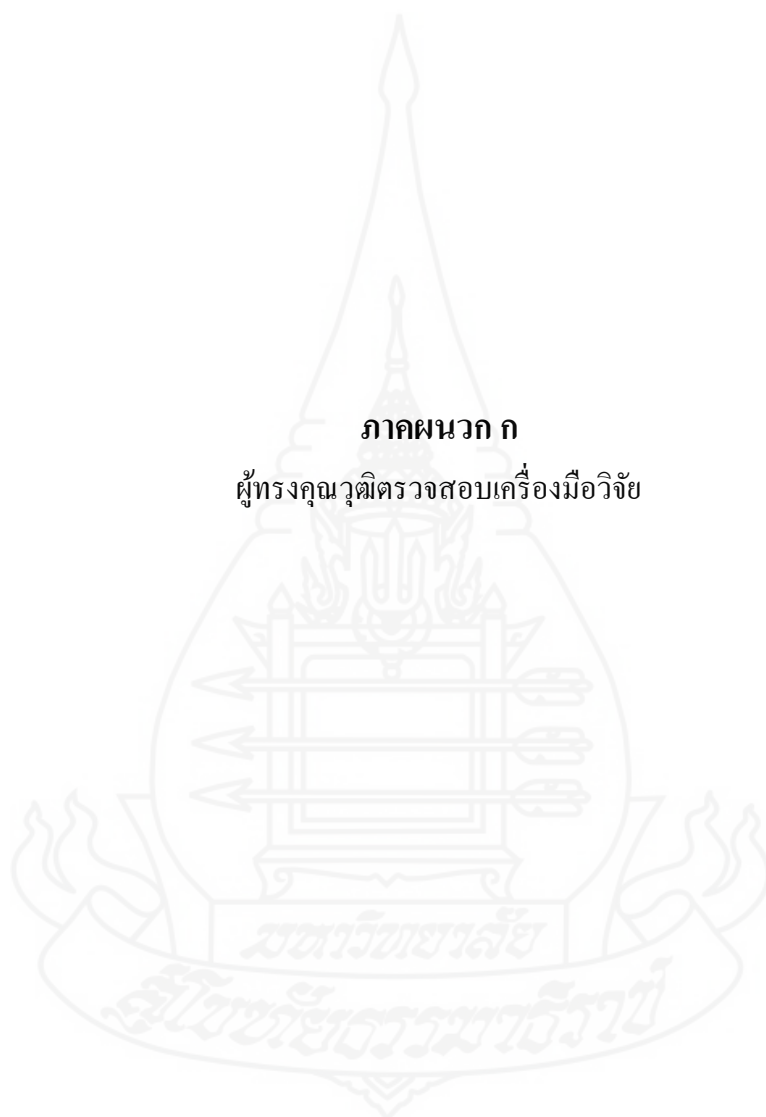 ภาคผนวก ก
ผู้ทรงคุณวุฒิตรวจสอบเครื่องมือวิจัย
มหาวิทยาลัย
สุโขทัยธรรมาธิราช